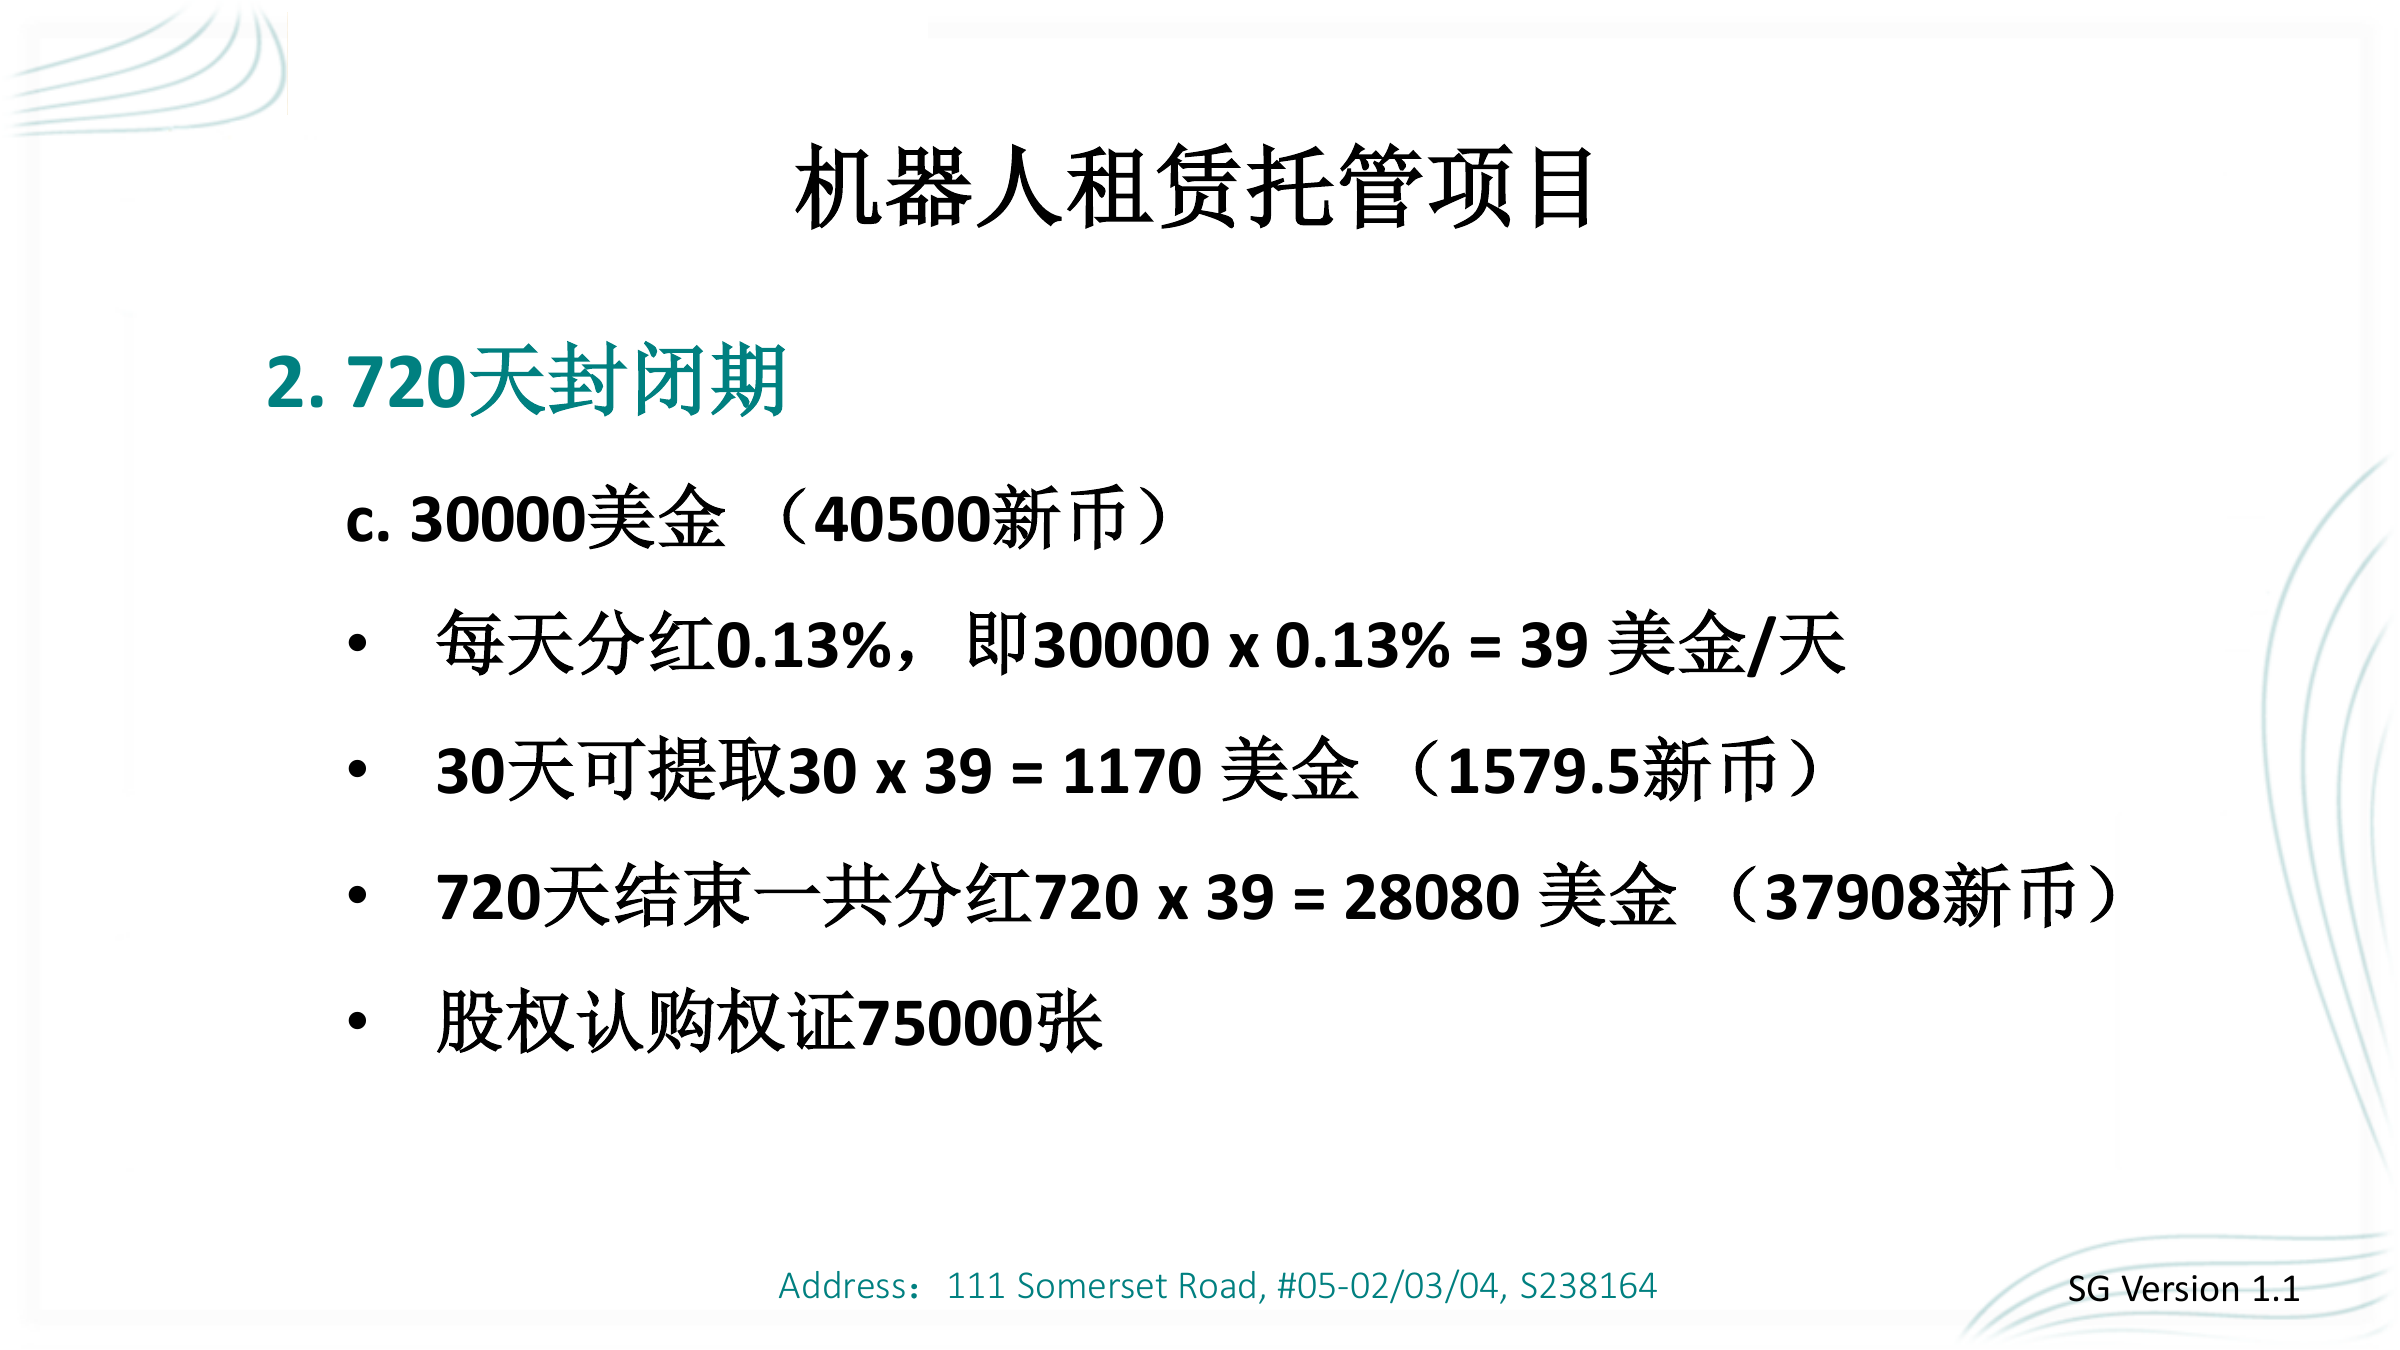 机器人租赁托管项目
2. 720天封闭期
c. 30000美金 （40500新币）
• 每天分红0.13%，即30000 x 0.13% = 39 美金/天
• 30天可提取30 x 39 = 1170 美金 （1579.5新币）
• 720天结束一共分红720 x 39 = 28080 美金 （37908新币）
• 股权认购权证75000张
Address：111 Somerset Road, #05-02/03/04, S238164
SG Version 1.1